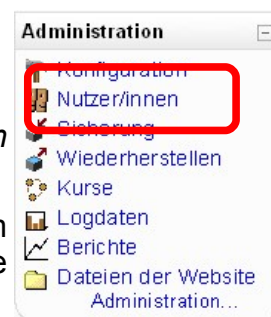 Administration
Konfiguration
Nutzer/innen
Sicherung
Wiederherstellen
Kurse
Logdaten
Berichte
Dateien der Website
Administration...